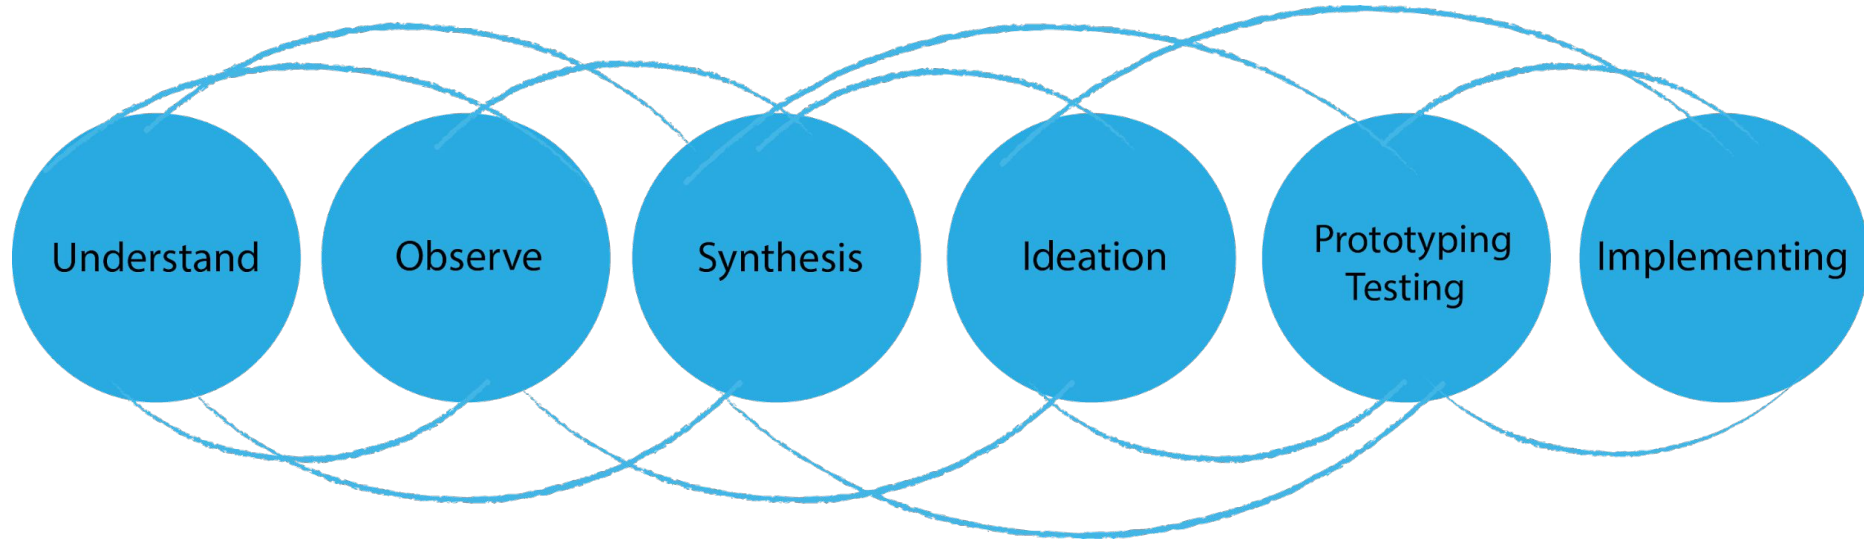 Understand
Observe
Synthesis
Ideation
Prototyping
Testing
Implementing